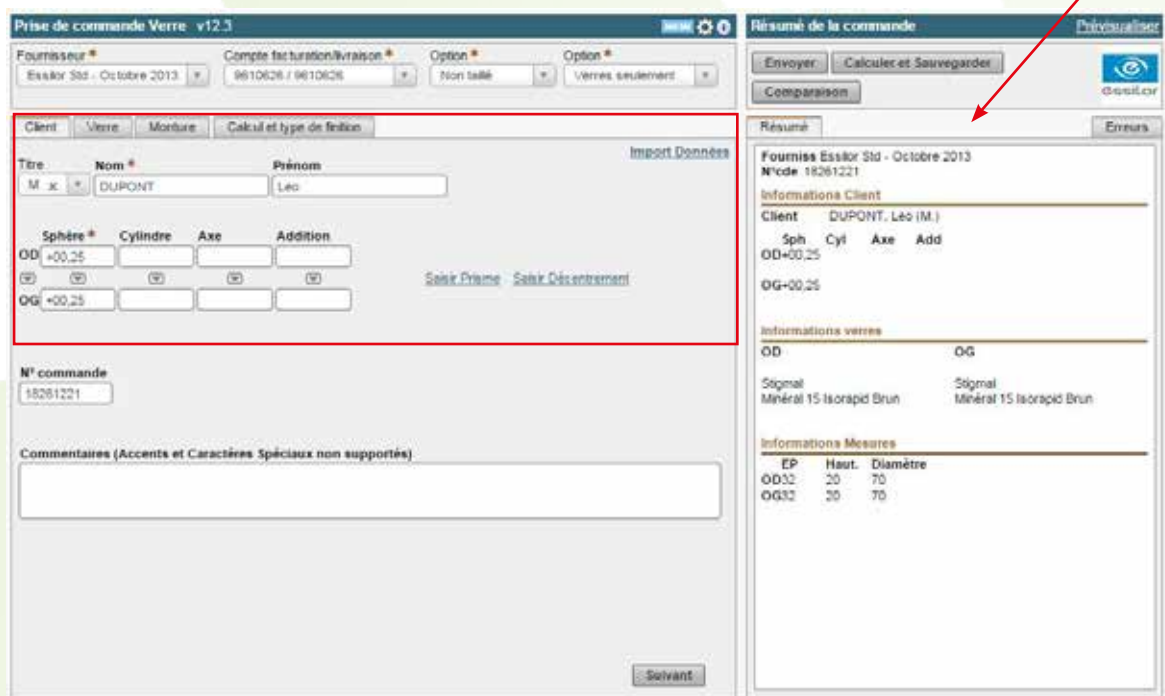 Prise de commande Verre v12.3
NEW
Fournisseur * Compte facturation/livraison * Option * Option *
Essilor Std - Octobre 2013 9610626 / 9610626 Non taillé Verres seulement
Client Verre Monture Calcul et type de finition
Import Données
Titre Nom * Prénom
M x DUPONT Léo
Sphère * Cylindre Axe Addition
OD +00,25
Saisir Prisme Saisir Décentrement
OG +00,25
N° commande
18261221
Commentaires (Accents et Caractères Spéciaux non supportés)
Suivant
Résumé de la commande Prévisualiser
Envoyer Calculer et Sauvegarder
Comparaison
essilor
Résumé Erreurs
Fourniss Essilor Std - Octobre 2013
N°cde 18261221
Informations Client
Client DUPONT, Léo (M.)
Sph Cyl Axe Add
OD+00,25
OG+00,25
Informations verres
OD OG
Stigmal Stigmal
Minéral 15 Isorapid Brun Minéral 15 Isorapid Brun
Informations Mesures
EP Haut. Diamètre
OD32 20 70
OG32 20 70